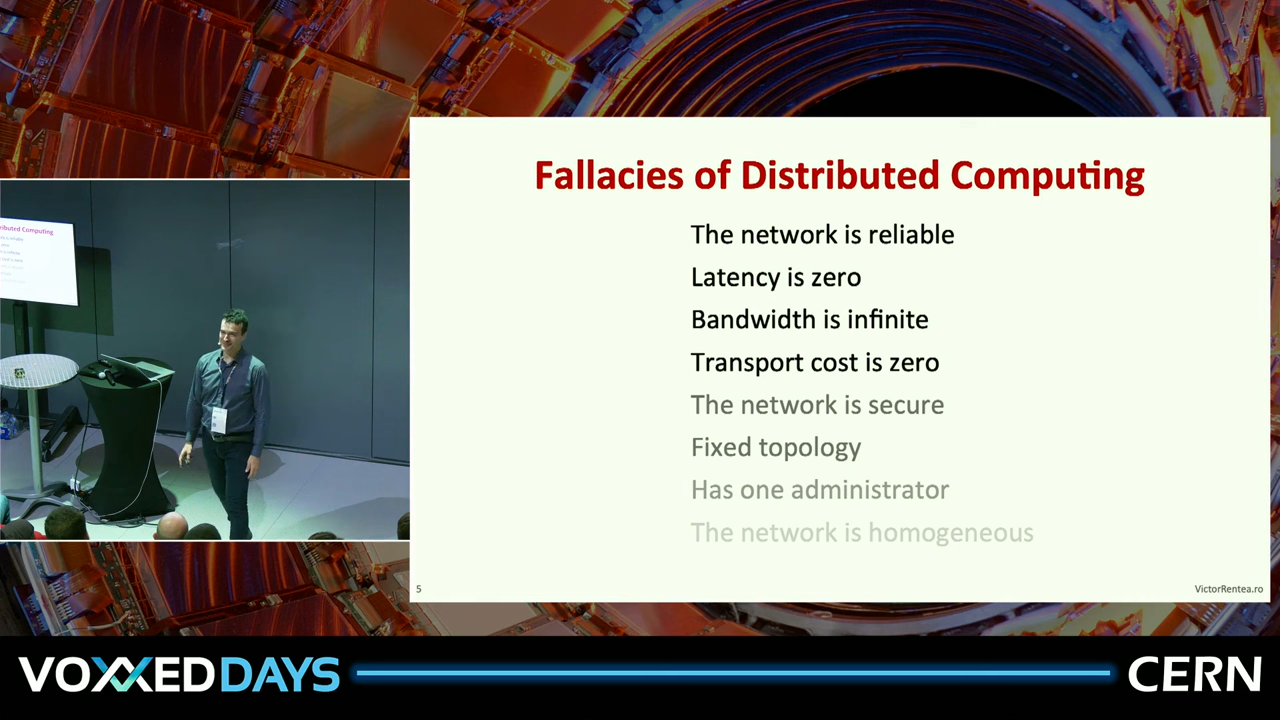 Fallacies of Distributed Computing
The network is reliable
Latency is zero
Bandwidth is infinite
Transport cost is zero
The network is secure
Fixed topology
Has one administrator
The network is homogeneous
5
VictorRentea.ro
VOXXEDDAYS
CERN